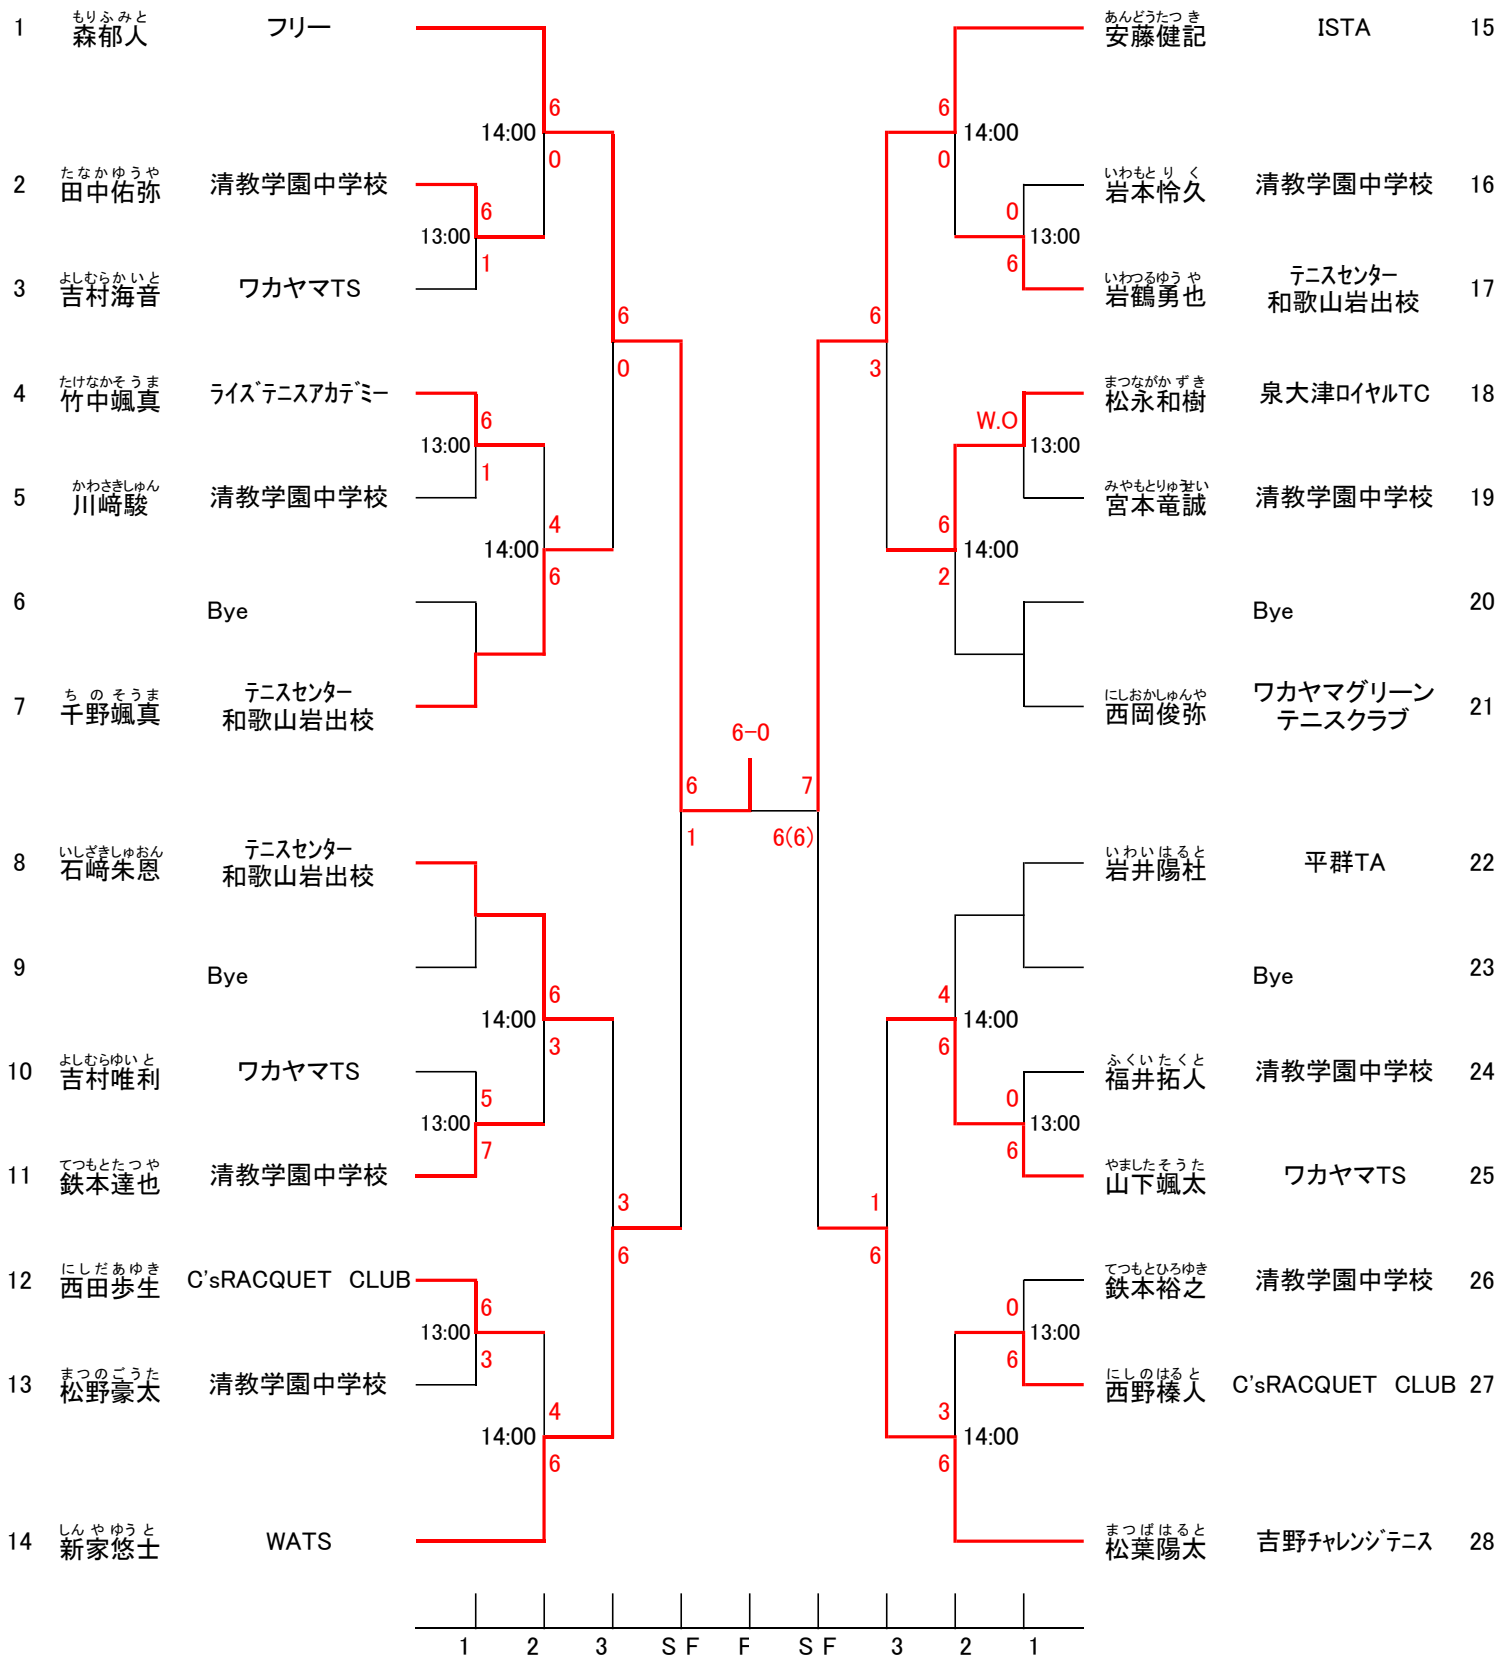 もりふみと
1 森郁人 フリー
6
14:00
0
たなかゆうや
2 田中佑弥 清教学園中学校
6
13:00
1
よしむらかいと
3 吉村海音 ワカヤマTS
6
0
たけなかそうま
4 竹中颯真 ライズテニスアカデミー
6
13:00
1
かわさきしゅん
5 川﨑駿 清教学園中学校
4
14:00
6
6 Bye
ちのそうま
7 千野颯真 テニスセンター
和歌山岩出校
6-0
6
1
いしざきしゅおん
8 石﨑朱恩 テニスセンター
和歌山岩出校
9 Bye
6
14:00
3
よしむらゆいと
10 吉村唯利 ワカヤマTS
5
13:00
7
てつもとたつや
11 鉄本達也 清教学園中学校
3
6
にしだあゆき
12 西田歩生 C'sRACQUET CLUB
6
13:00
3
まつのごうた
13 松野豪太 清教学園中学校
4
14:00
6
しんやゆうと
14 新家悠士 WATS
あんどうたつき
安藤健記 ISTA 15
6
14:00
0
いわもとりく
岩本怜久 清教学園中学校 16
0
13:00
6
いわつるゆうや
岩鶴勇也 テニスセンター
和歌山岩出校 17
6
3
まつながかずき
松永和樹 泉大津ロイヤルTC 18
W.O
13:00
みやもとりゅうせい
宮本竜誠 清教学園中学校 19
6
14:00
2
Bye 20
にしおかしゅんや
西岡俊弥 ワカヤマグリーン
テニスクラブ 21
7
6(6)
いわいはると
岩井陽杜 平群TA 22
Bye 23
4
14:00
6
ふくいたくと
福井拓人 清教学園中学校 24
0
13:00
6
やましたそうた
山下颯太 ワカヤマTS 25
1
6
てつもとひろゆき
鉄本裕之 清教学園中学校 26
0
13:00
6
にしのはると
西野榛人 C'sRACQUET CLUB 27
3
14:00
6
まつばはると
松葉陽太 吉野チャレンジテニス 28
1 2 3 SF F SF 3 2 1